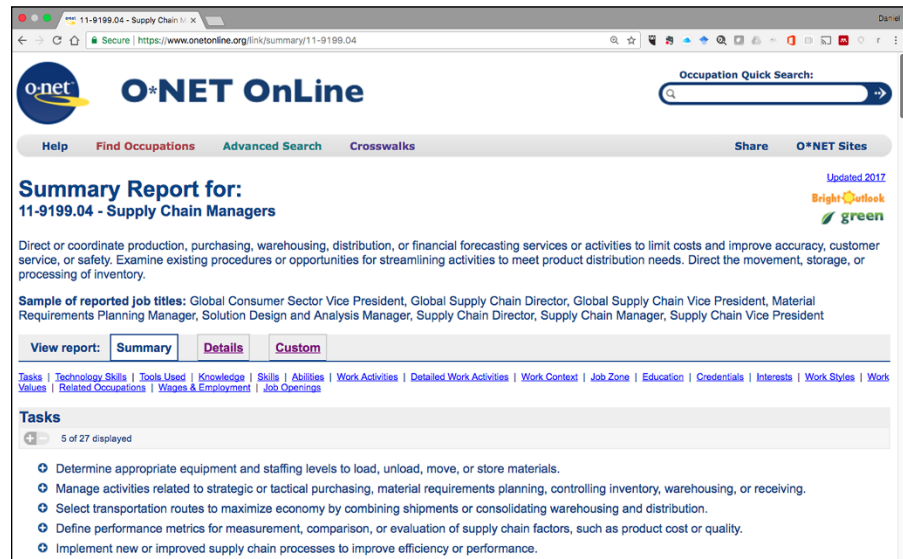 11-9199.04 - Supply Chain M
Daniel
Secure | https://www.onetonline.org/link/summary/11-9199.04
o*net
O*NET OnLine
Occupation Quick Search:
Help Find Occupations Advanced Search Crosswalks Share O*NET Sites
Summary Report for:
11-9199.04 - Supply Chain Managers
Updated 2017
Bright Outlook
green
Direct or coordinate production, purchasing, warehousing, distribution, or financial forecasting services or activities to limit costs and improve accuracy, customer
service, or safety. Examine existing procedures or opportunities for streamlining activities to meet product distribution needs. Direct the movement, storage, or
processing of inventory.
Sample of reported job titles: Global Consumer Sector Vice President, Global Supply Chain Director, Global Supply Chain Vice President, Material
Requirements Planning Manager, Solution Design and Analysis Manager, Supply Chain Director, Supply Chain Manager, Supply Chain Vice President
View report: Summary Details Custom
Tasks | Technology Skills | Tools Used | Knowledge | Skills | Abilities | Work Activities | Detailed Work Activities | Work Context | Job Zone | Education | Credentials | Interests | Work Styles | Work
Values | Related Occupations | Wages & Employment | Job Openings
Tasks
5 of 27 displayed
Determine appropriate equipment and staffing levels to load, unload, move, or store materials.
Manage activities related to strategic or tactical purchasing, material requirements planning, controlling inventory, warehousing, or receiving.
Select transportation routes to maximize economy by combining shipments or consolidating warehousing and distribution.
Define performance metrics for measurement, comparison, or evaluation of supply chain factors, such as product cost or quality.
Implement new or improved supply chain processes to improve efficiency or performance.